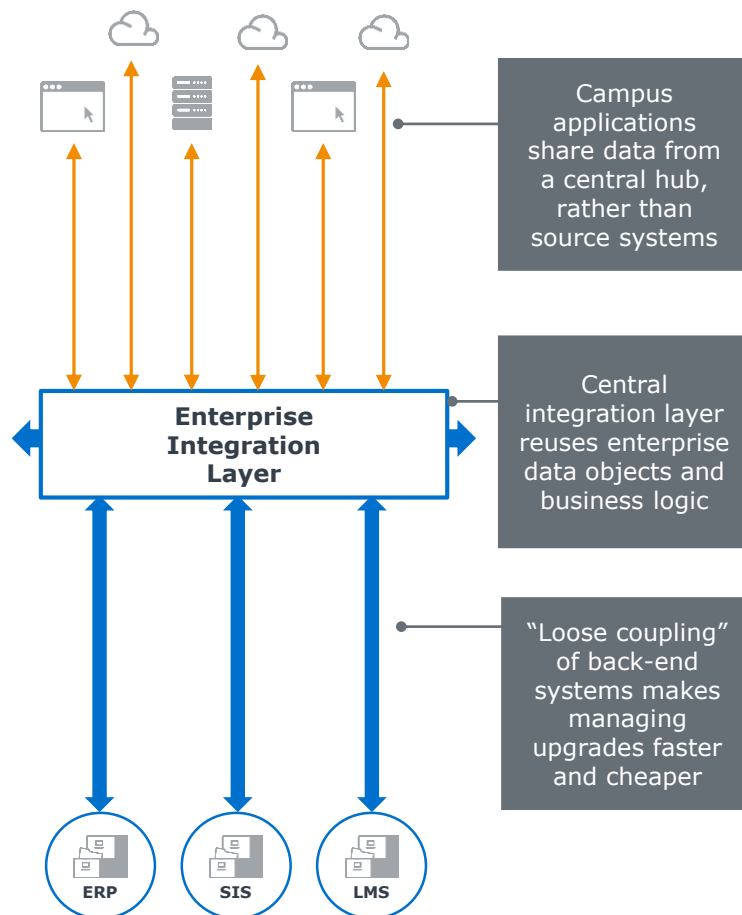 Campus
applications
share data from
a central hub,
rather than
source systems
Enterprise
Integration
Layer
Central
integration layer
reuses enterprise
data objects and
business logic
“Loose coupling”
of back-end
systems makes
managing
upgrades faster
and cheaper
ERP
SIS
LMS